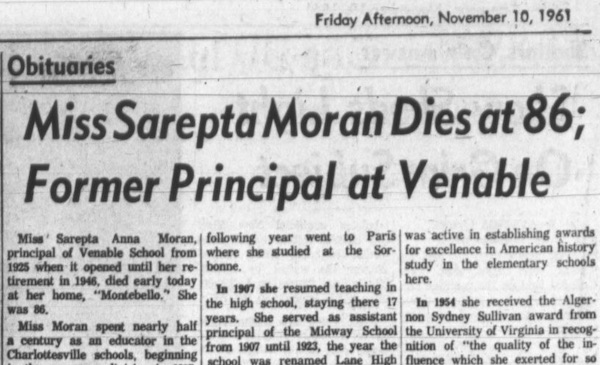 Friday Afternoon, November 10, 1961
Obituaries
Miss Sarepta Moran Dies at 86;
Former Principal at Venable
Miss Sarepta Anna Moran,
principal of Venable School from
1925 when it opened until her re-
tirement in 1946, died early today
at her home, "Montebello." She
was 86.
Miss Moran spent nearly half
a century as an educator in the
Charlottesville schools, beginning
following year went to Paris
where she studied at the Sor-
bonne.
In 1907 she resumed teaching in
the high school, staying there 17
years. She served as assistant
principal of the Midway School
from 1907 until 1923, the year the
school was renamed Lane High
was active in establishing awards
for excellence in American history
study in the elementary schools
here.
In 1954 she received the Alger-
non Sydney Sullivan award from
the University of Virginia in recog-
nition of "the quality of the in-
fluence which she exerted for so